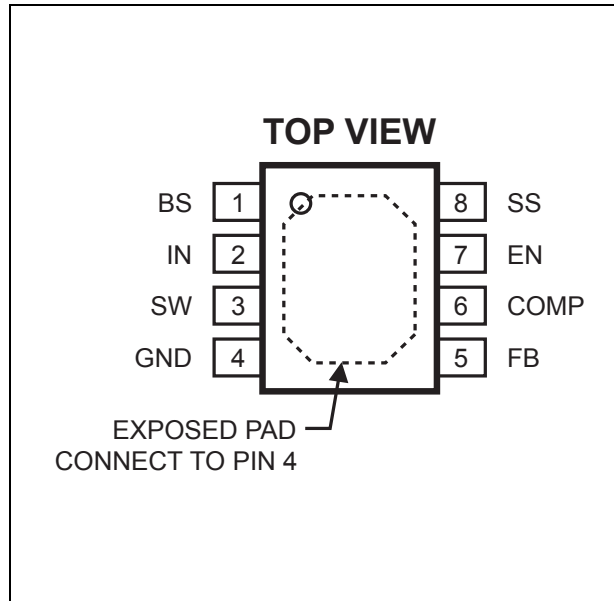 TOP VIEW
BS 1 8 SS
IN 2 7 EN
SW 3 6 COMP
GND 4 5 FB
EXPOSED PAD
CONNECT TO PIN 4